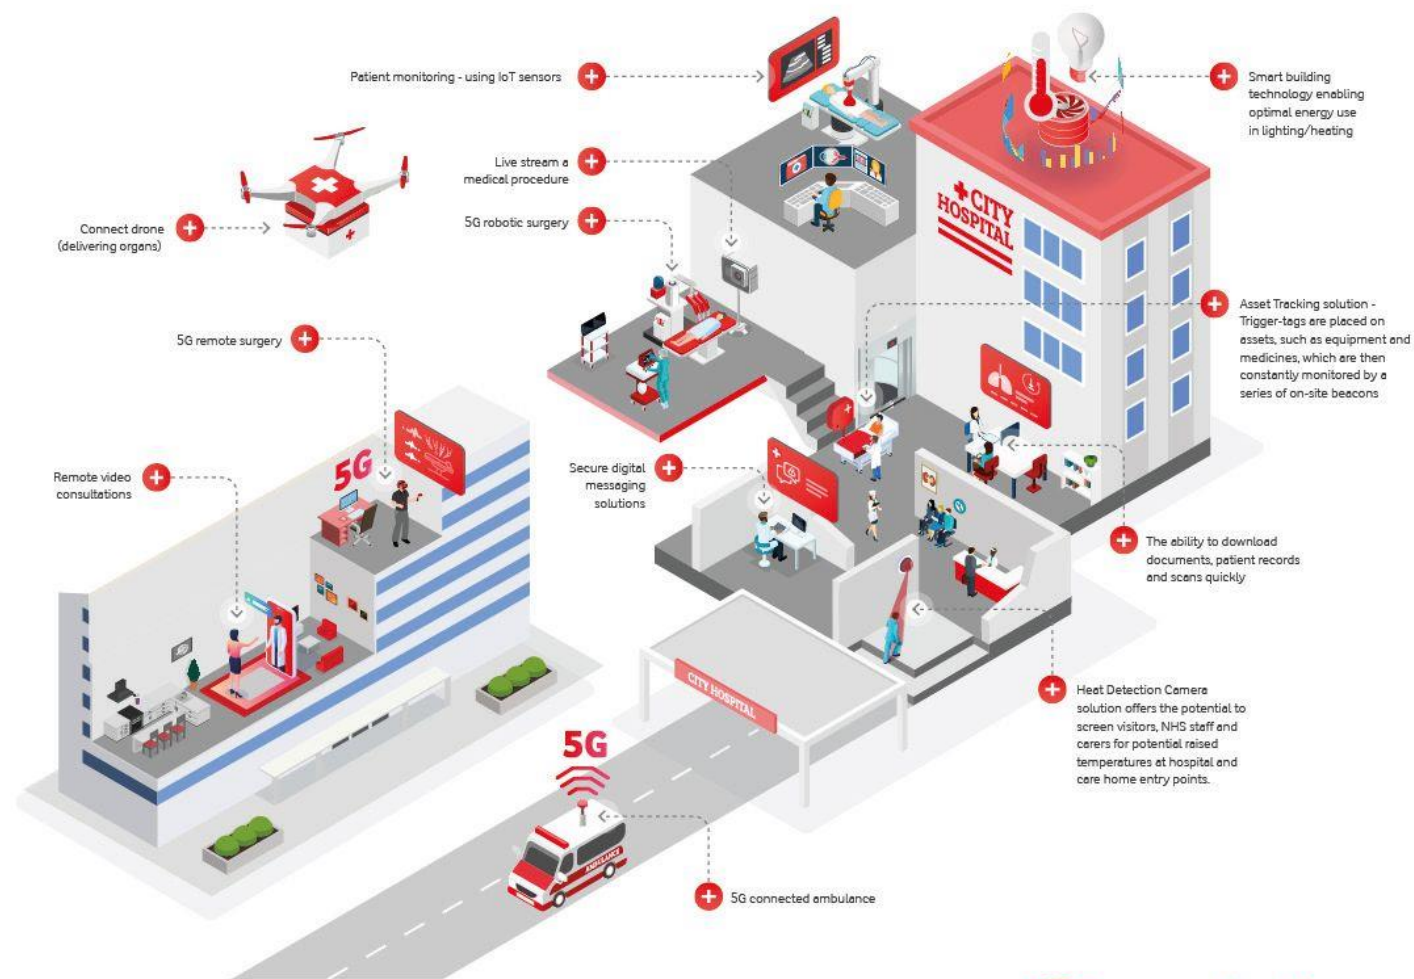 Patient monitoring - using IoT sensors
Smart building
technology enabling
optimal energy use
in lighting/heating
Live stream a
medical procedure
5G robotic surgery
Connect drone
(delivering organs)
CITY
HOSPITAL
Asset Tracking solution -
Trigger-tags are placed on
assets, such as equipment and
medicines, which are then
constantly monitored by a
series of on-site beacons
5G remote surgery
5G
Remote video
consultations
Secure digital
messaging
solutions
The ability to download
documents, patient records
and scans quickly
CITY HOSPITAL
Heat Detection Camera
solution offers the potential to
screen visitors, NHS staff and
carers for potential raised
temperatures at hospital and
care home entry points.
5G
AMBULANCE
5G connected ambulance